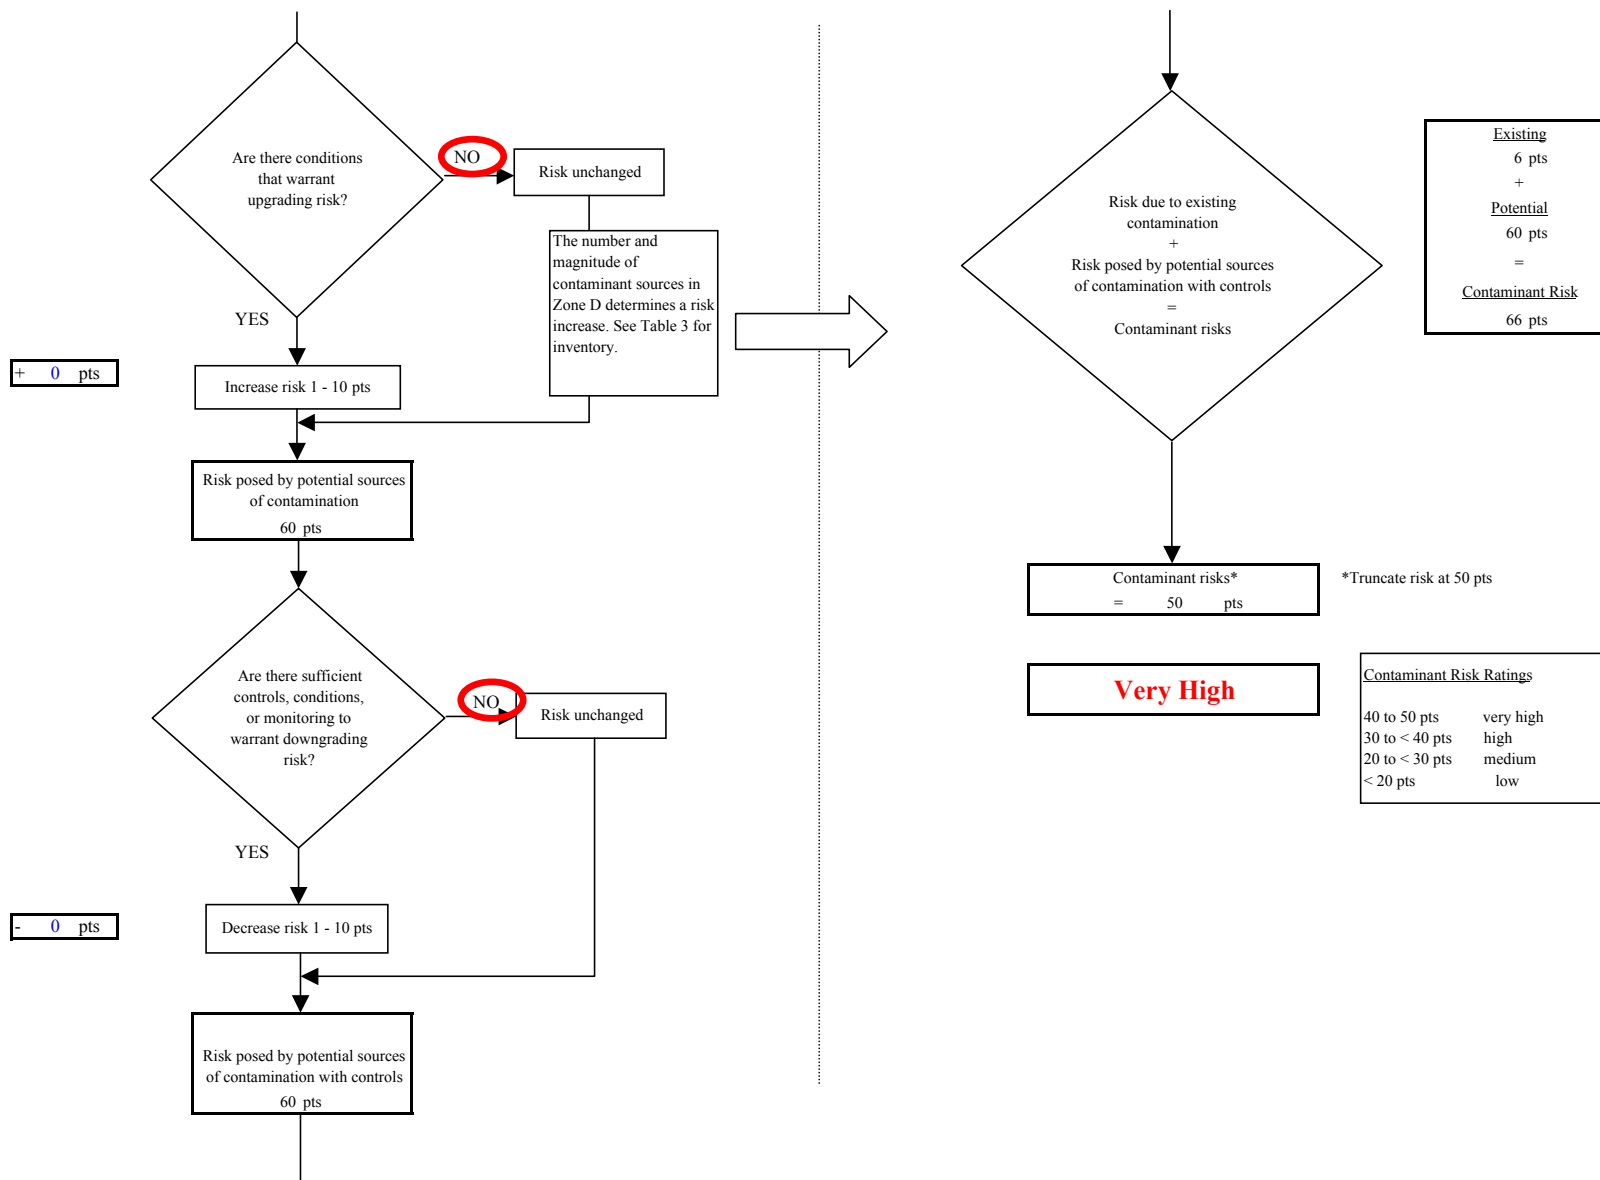 Are there conditions
that warrant
upgrading risk?
NO
Risk unchanged
The number and
magnitude of
contaminant sources in
Zone D determines a risk
increase. See Table 3 for
inventory.
YES
+ 0 pts
Increase risk 1 - 10 pts
Risk posed by potential sources
of contamination
60 pts
Are there sufficient
controls, conditions,
or monitoring to
warrant downgrading
risk?
NO
Risk unchanged
YES
- 0 pts
Decrease risk 1 - 10 pts
Risk posed by potential sources
of contamination with controls
60 pts
Risk due to existing
contamination
+
Risk posed by potential sources
of contamination with controls
=
Contaminant risks
Existing
6 pts
+
Potential
60 pts
=
Contaminant Risk
66 pts
Contaminant risks*
= 50 pts
*Truncate risk at 50 pts
Very High
Contaminant Risk Ratings
40 to 50 pts very high
30 to < 40 pts high
20 to < 30 pts medium
< 20 pts low